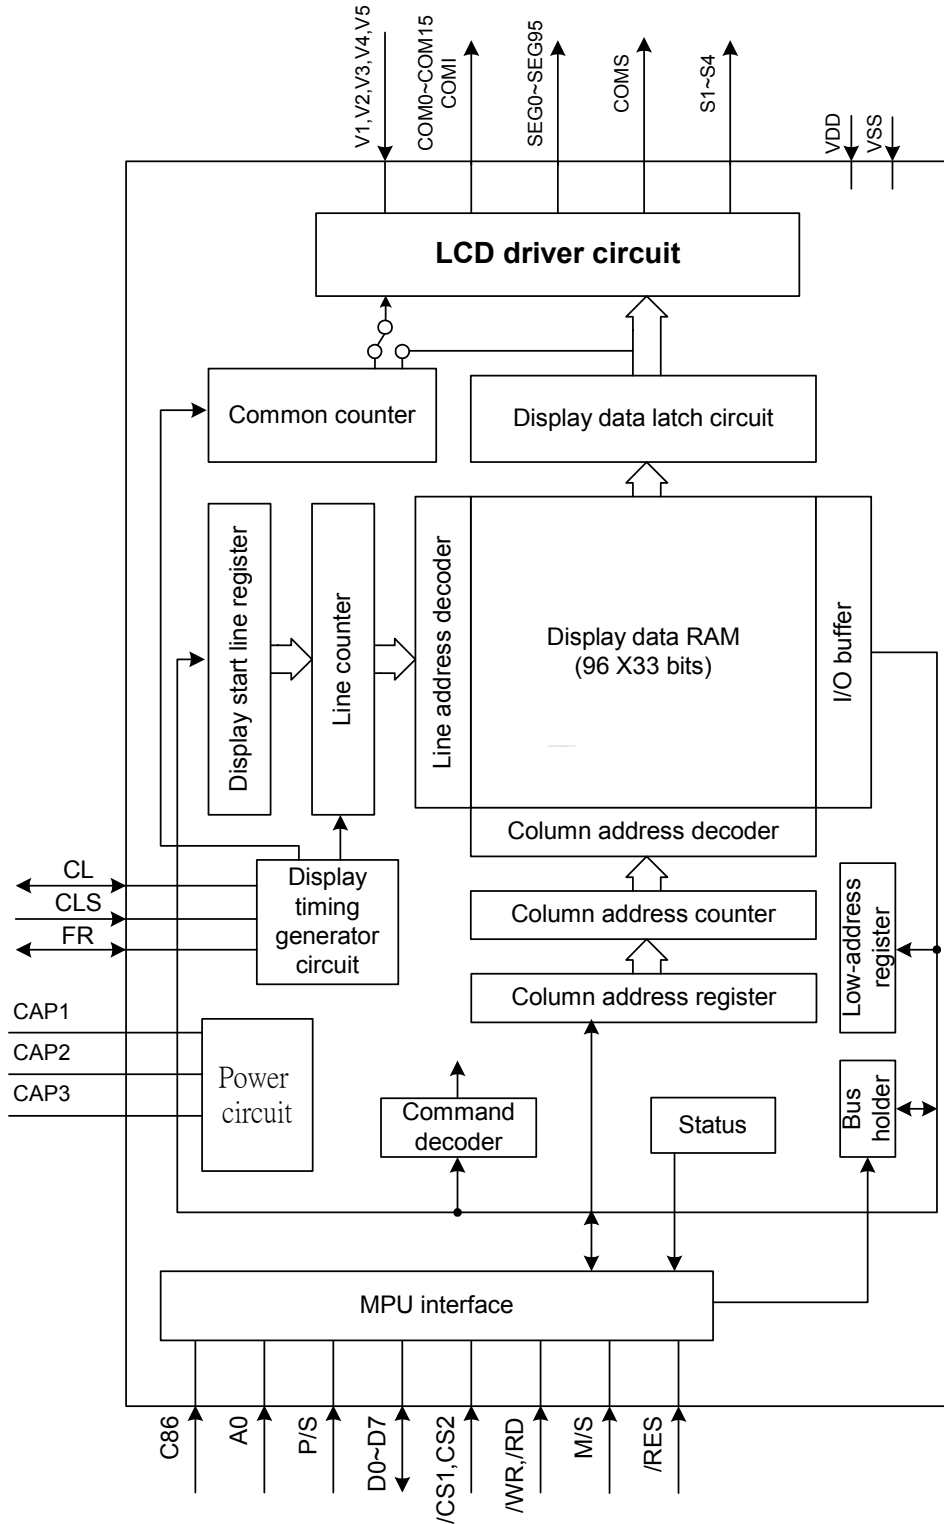 V1,V2,V3,V4,V5
COM0~COM15
COMI
SEG0~SEG95
COMS
S1~S4
VDD
VSS
LCD driver circuit
Common counter
Display data latch circuit
Display start line register
Line counter
Line address decoder
Display data RAM
(96 X33 bits)
I/O buffer
Column address decoder
CL
CLS
FR
Display
timing
generator
circuit
Column address counter
Column address register
Low-address
register
CAP1
CAP2
CAP3
Power
circuit
Command
decoder
Status
Bus
holder
MPU interface
C86
A0
P/S
D0~D7
/CS1,CS2
/WR,/RD
M/S
/RES